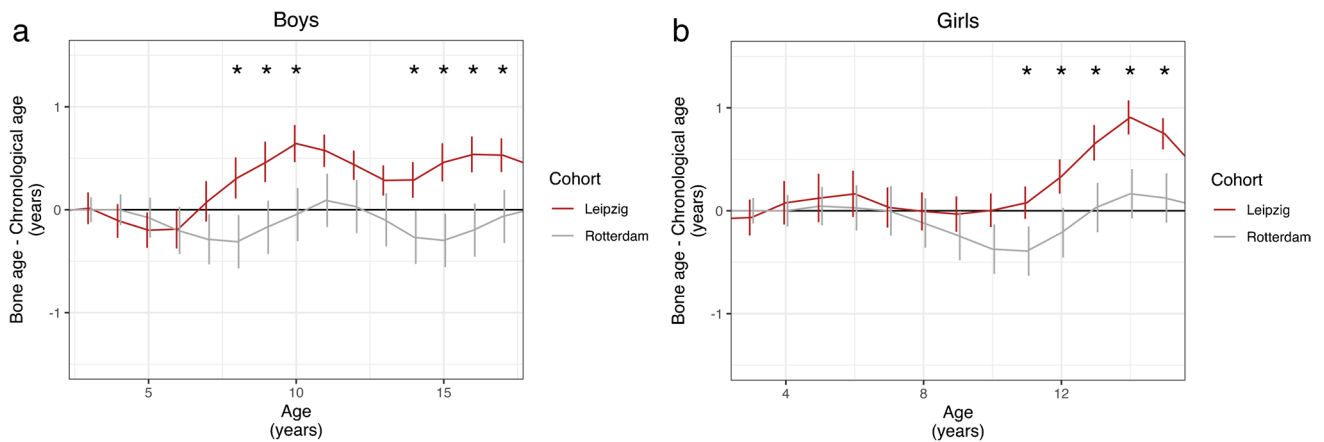 a
Boys
Bone age - Chronological age
(years)
1
0
-1
* * * * * * *
5 10 15
Age
(years)
Cohort
Leipzig
Rotterdam
b
Girls
Bone age - Chronological age
(years)
1
0
-1
* * * * *
4 8 12
Age
(years)
Cohort
Leipzig
Rotterdam